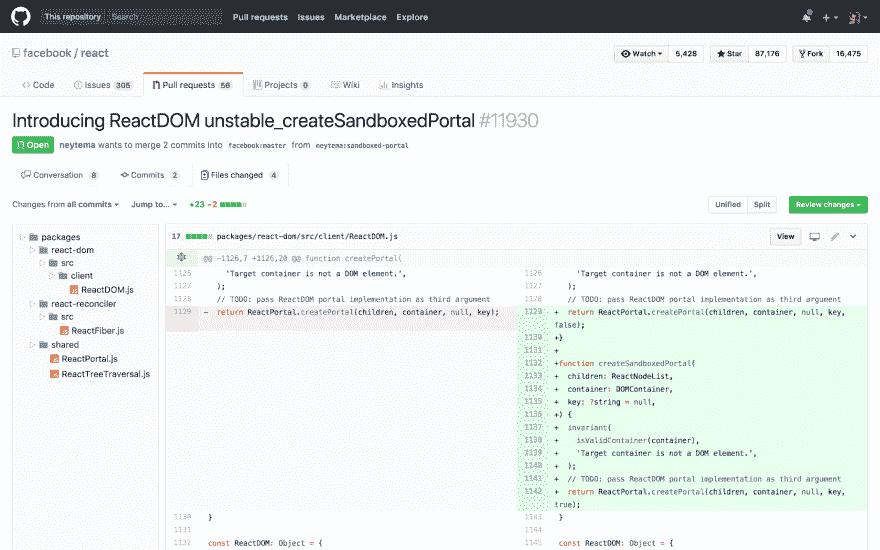 This repository Search Pull requests Issues Marketplace Explore
facebook / react
Watch 5,428 Star 87,176 Fork 16,475
Code Issues 305 Pull requests 56 Projects 0 Wiki Insights
Introducing ReactDOM unstable_createSandboxedPortal #11930
Open neytema wants to merge 2 commits into facebook:master from neytema:sandboxed-portal
Conversation 8 Commits 2 Files changed 4
Changes from all commits Jump to... +23 -2 Unified Split Review changes
packages
react-dom
src
client
ReactDOM.js
react-reconciler
src
ReactFiber.js
shared
ReactPortal.js
ReactTreeTraversal.js
17 packages/react-dom/src/client/ReactDOM.js View
@@ -1126,7 +1126,20 @@ function createPortal(
1126 'Target container is not a DOM element.',
1127 );
1128 // TODO: pass ReactDOM portal implementation as third argument
1129 - return ReactPortal.createPortal(children, container, null, key);
1130 }
1131
1132 const ReactDOM: Object = {
1126 'Target container is not a DOM element.',
1127 );
1128 // TODO: pass ReactDOM portal implementation as third argument
1129 + return ReactPortal.createPortal(children, container, null, key,
false);
1130 +}
1131 +
1132 +function createSandboxedPortal(
1133 + children: ReactNodeList,
1134 + container: DOMContainer,
1135 + key: ?string = null,
1136 +) {
1137 + invariant(
1138 + isValidContainer(container),
1139 + 'Target container is not a DOM element.',
1140 + );
1141 + // TODO: pass ReactDOM portal implementation as third argument
1142 + return ReactPortal.createPortal(children, container, null, key,
true);
1143 }
1144
1145 const ReactDOM: Object = {